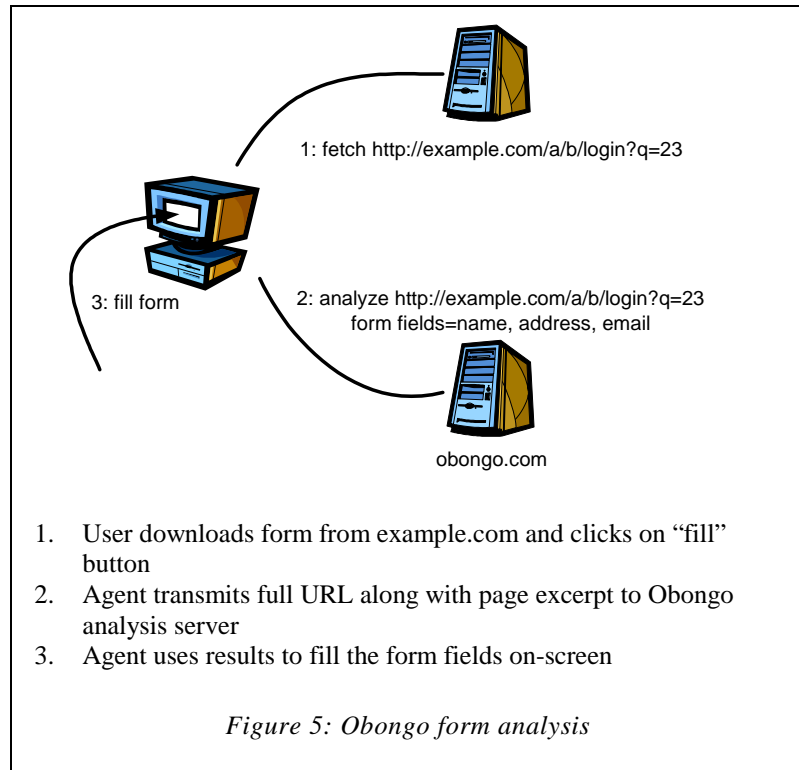 1: fetch http://example.com/a/b/login?q=23
3: fill form
2: analyze http://example.com/a/b/login?q=23
form fields=name, address, email
obongo.com
1. User downloads form from example.com and clicks on “fill”
button
2. Agent transmits full URL along with page excerpt to Obongo
analysis server
3. Agent uses results to fill the form fields on-screen
Figure 5: Obongo form analysis